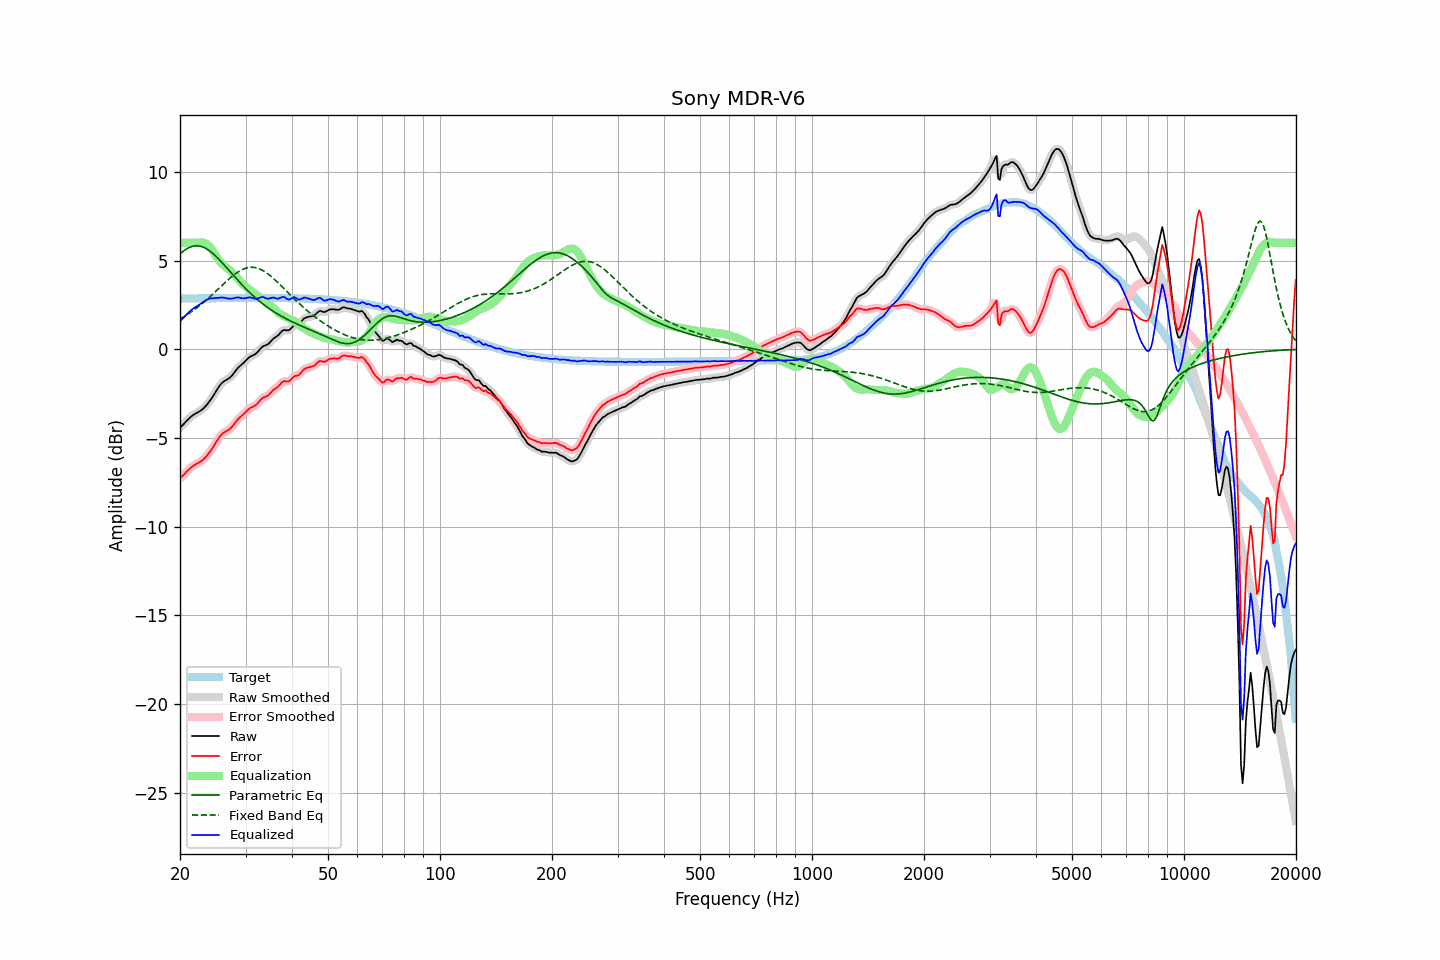 Sony MDR-V6
Amplitude (dBr)
10
5
0
−5
−10
−15
−20
−25
Target
Raw Smoothed
Error Smoothed
Raw
Error
Equalization
Parametric Eq
Fixed Band Eq
Equalized
20 50 100 200 500 1000 2000 5000 10000 20000
Frequency (Hz)